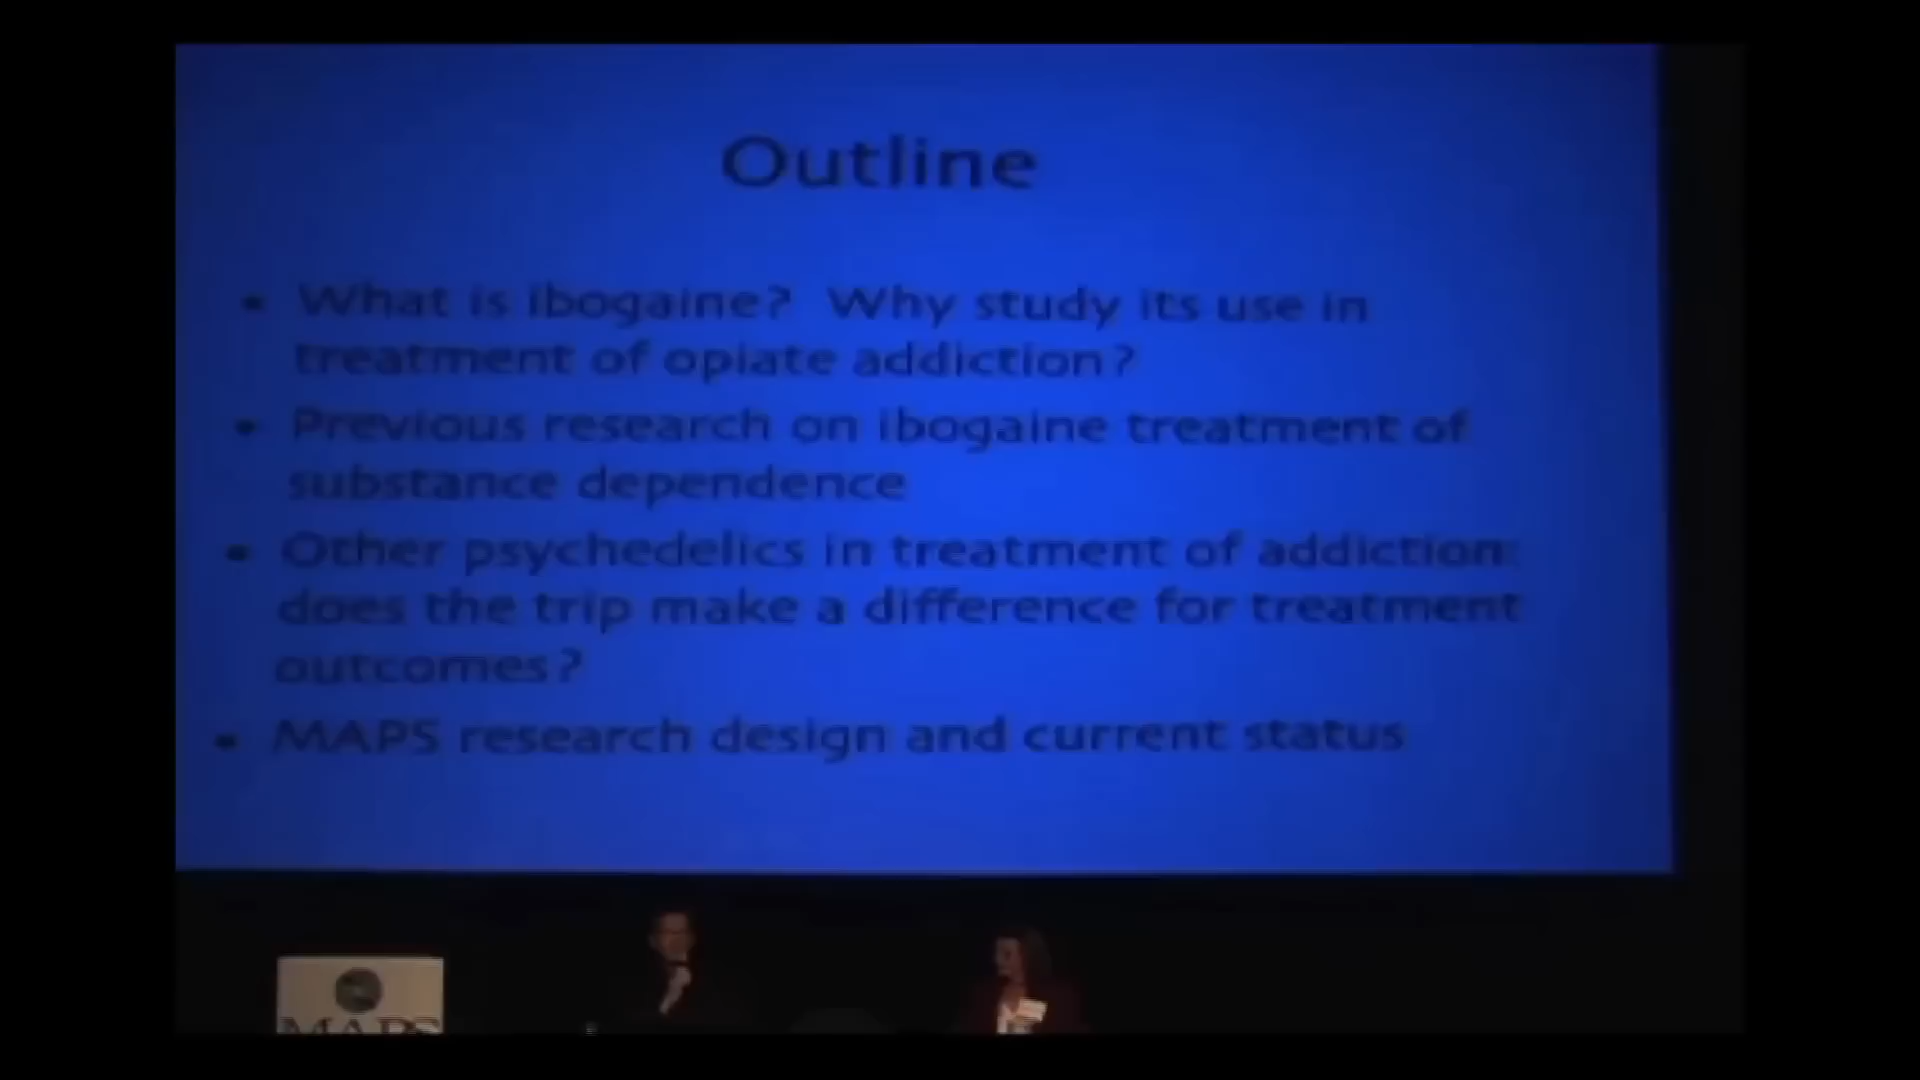 Outline
• What is ibogaine? Why study its use in
treatment of opiate addiction?
• Previous research on ibogaine treatment of
substance dependence
• Other psychedelics in treatment of addiction:
does the trip make a difference for treatment
outcomes?
• MAPS research design and current status
MAPS